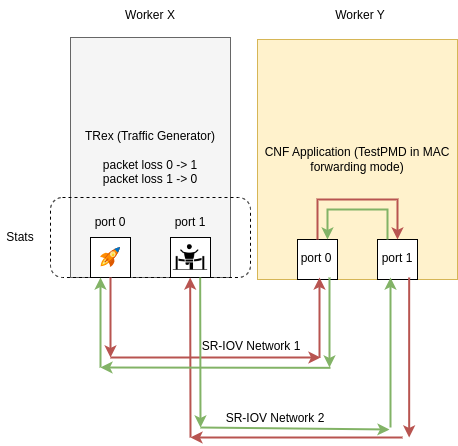 Worker X
Worker Y
TRex (Traffic Generator)
packet loss 0 -> 1
packet loss 1 -> 0
CNF Application (TestPMD in MAC
forwarding mode)
Stats
port 0
port 1
port 0
port 1
SR-IOV Network 1
SR-IOV Network 2